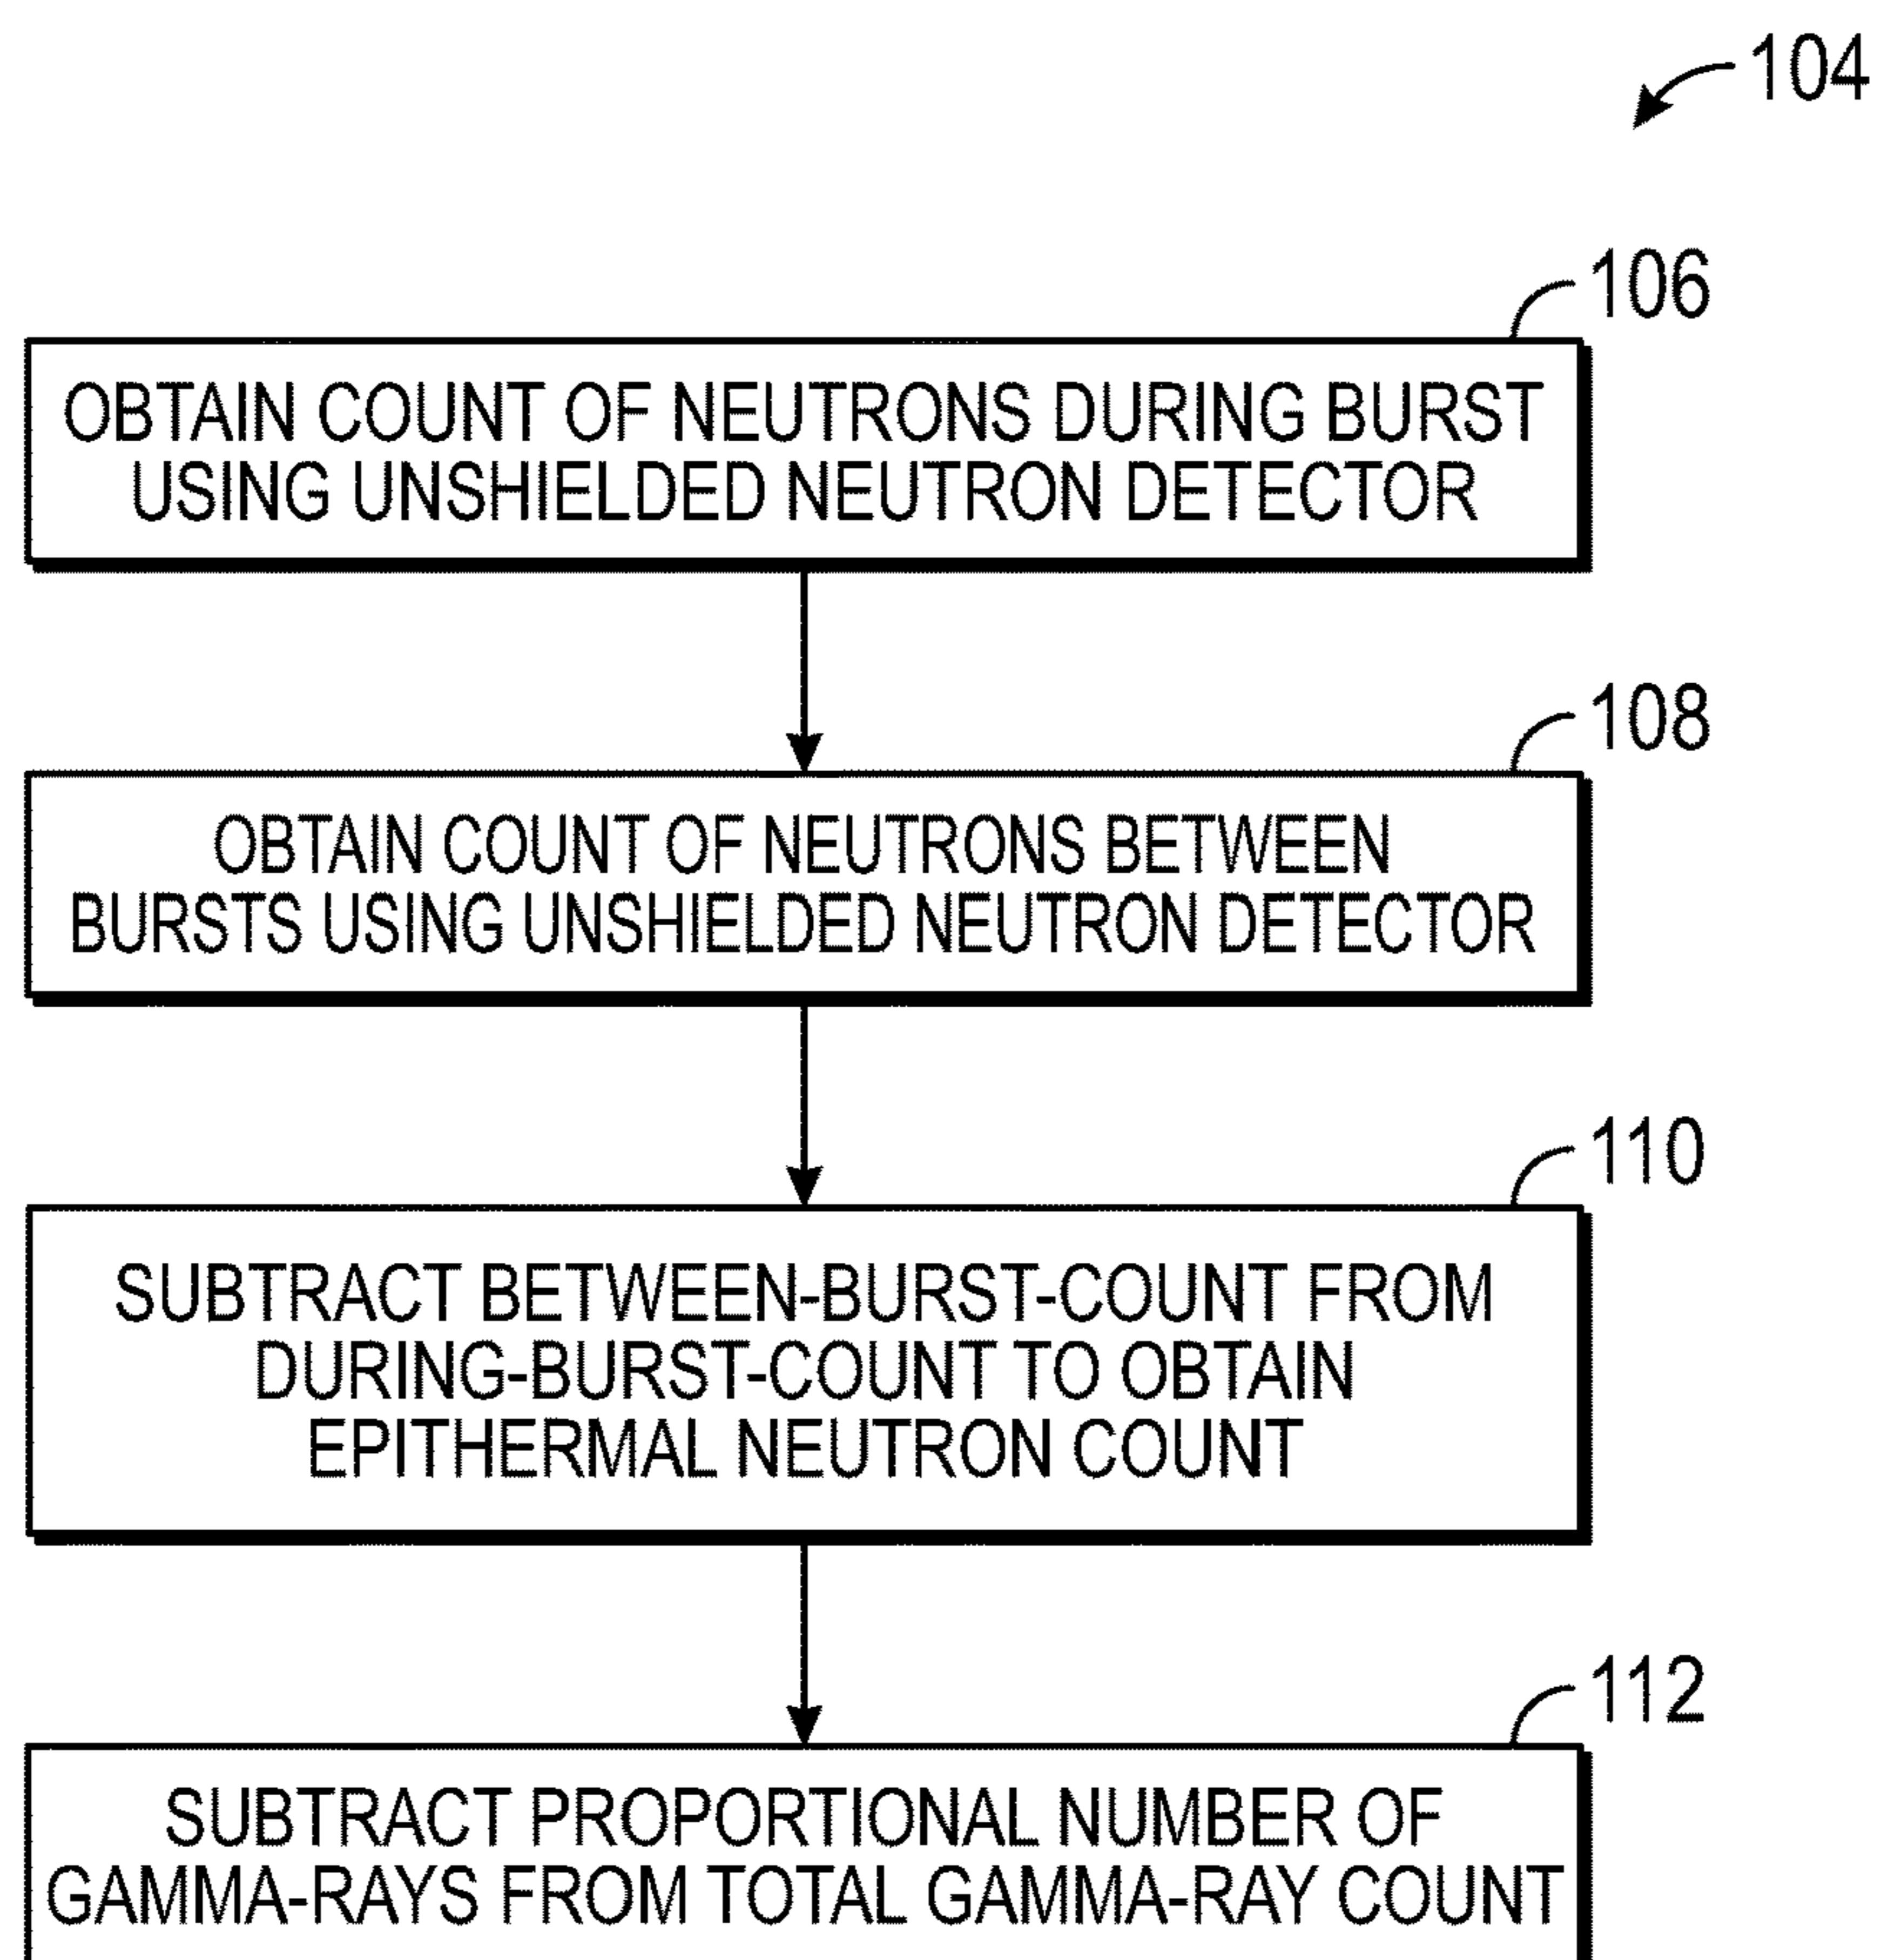 104
106
OBTAIN COUNT OF NEUTRONS DURING BURST
USING UNSHIELDED NEUTRON DETECTOR
108
OBTAIN COUNT OF NEUTRONS BETWEEN
BURSTS USING UNSHIELDED NEUTRON DETECTOR
110
SUBTRACT BETWEEN-BURST-COUNT FROM
DURING-BURST-COUNT TO OBTAIN
EPITHERMAL NEUTRON COUNT
112
SUBTRACT PROPORTIONAL NUMBER OF
GAMMA-RAYS FROM TOTAL GAMMA-RAY COUNT